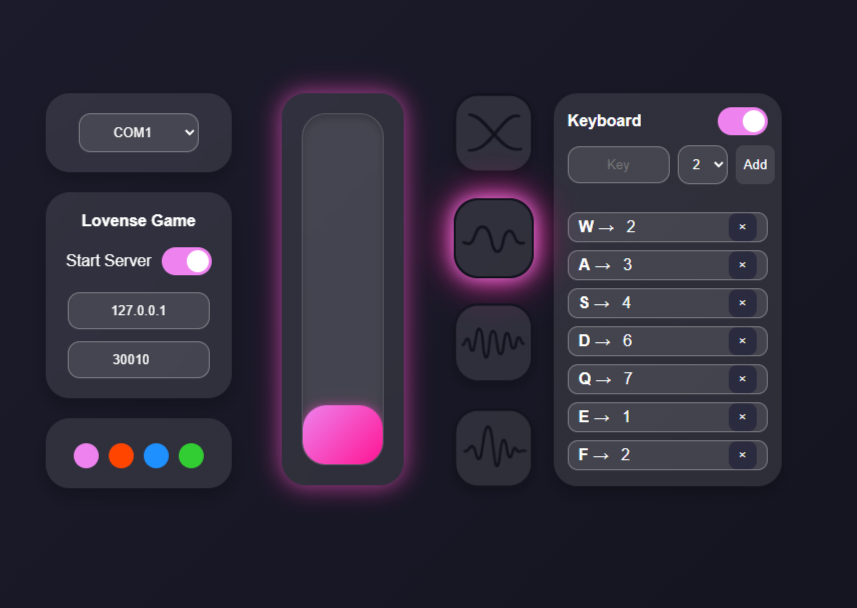 COM1
Lovense Game
Start Server
127.0.0.1
30010
Keyboard
Key 2 Add
W → 2 ×
A → 3 ×
S → 4 ×
D → 6 ×
Q → 7 ×
E → 1 ×
F → 2 ×